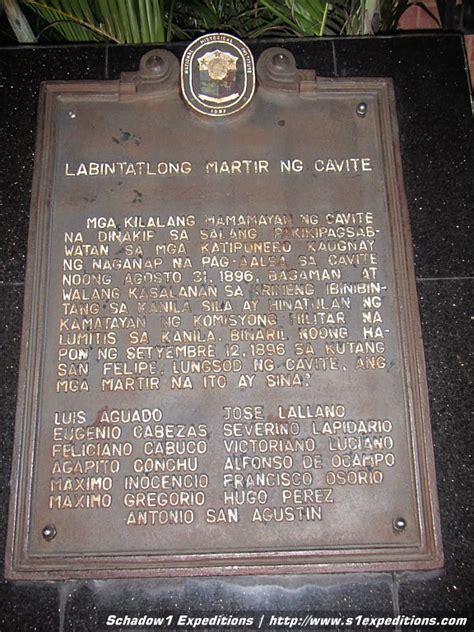 NATIONAL HISTORICAL INSTITUTE
LABINTATLONG MARTIR NG CAVITE
MGA KILALANG MAMAMAYAN NG CAVITE
NA DINAKIP SA SALANG PAKIKIPAGSAB-
WATAN SA MGA KATIPUNERO KAUGNAY
NG NAGANAP NA PAG-AALSA SA CAVITE
NOONG AGOSTO 31, 1896, BAGAMAN AT
WALANG KASALANAN SA KRIMENG IBINIBIN-
TANG SA KANILA SILA AY HINATULAN NG
KAMATAYAN NG KOMISYONG MILITAR NA
LUMITIS SA KANILA. BINARIL NOONG HA-
PON NG SETYEMBRE 12, 1896 SA KUTANG
SAN FELIPE, LUNGSOD NG CAVITE, ANG
MGA MARTIR NA ITO AY SINA:
LUIS AGUADO JOSE LALLANO
EUGENIO CABEZAS SEVERINO LAPIDARIO
FELICIANO CABUCO VICTORIANO LUCIANO
AGAPITO CONCHU ALFONSO DE OCAMPO
MAXIMO INOCENCIO FRANCISCO OSORIO
MAXIMO GREGORIO HUGO PEREZ
ANTONIO SAN AGUSTIN
Schadow1 Expeditions | http://www.s1expeditions.com